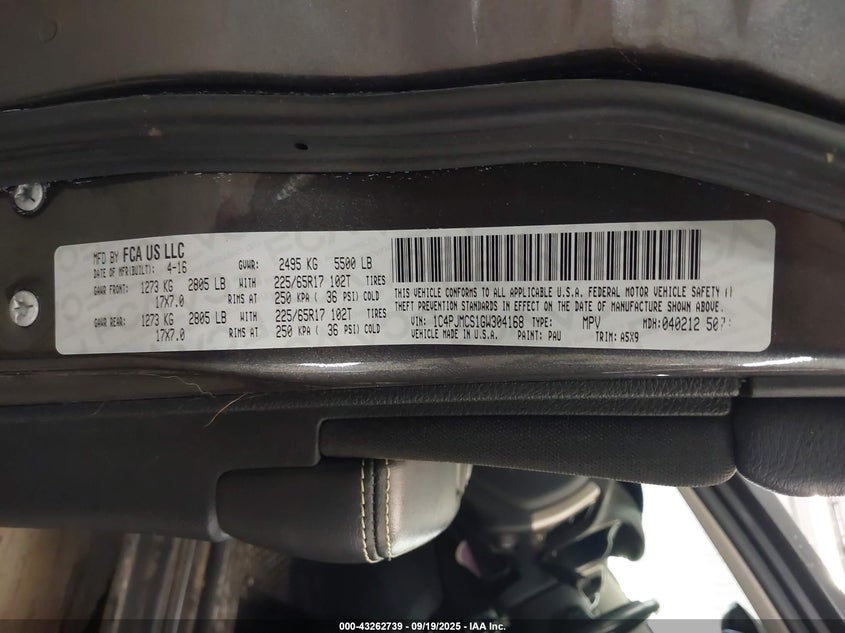 MFD BY FCA US LLC
DATE OF MFR(BUILT): 4-16 GVWR: 2495 KG 5500 LB
GAWR FRONT: 1273 KG 2805 LB WITH 225/65R17 102T TIRES
17X7.0 RIMS AT 250 KPA ( 36 PSI) COLD
GAWR REAR: 1273 KG 2805 LB WITH 225/65R17 102T TIRES
17X7.0 RIMS AT 250 KPA ( 36 PSI) COLD
THIS VEHICLE CONFORMS TO ALL APPLICABLE U.S.A. FEDERAL MOTOR VEHICLE SAFETY
THEFT PREVENTION STANDARDS IN EFFECT ON THE DATE OF MANUFACTURE SHOWN ABOVE.
VIN: 1C4PJMCS1GW304168 TYPE: MPV MDH:040212
VEHICLE MADE IN U.S.A. PAINT: PAU TRIM: A5X9
000-43262739 - 09/19/2025 - IAA Inc.